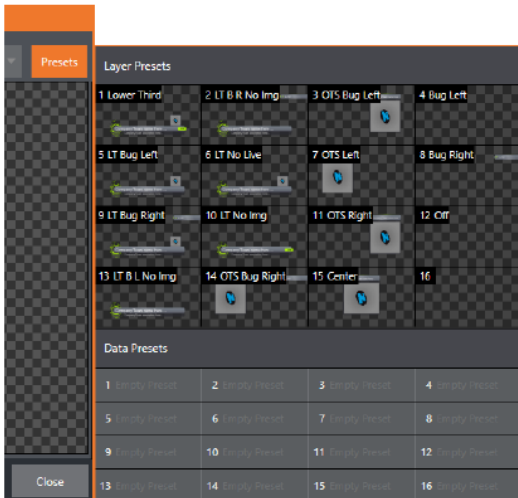 Presets
Layer Presets
1 Lower Third
2 LT B R No Img
3 OTS Bug Left
4 Bug Left
5 LT Bug Left
6 LT No Live
7 OTS Left
8 Bug Right
9 LT Bug Right
10 LT No Img
11 OTS Right
12 Off
13 LT B L No Img
14 OTS Bug Right
15 Center
16
Data Presets
1 Empty Preset
2 Empty Preset
3 Empty Preset
4 Empty Preset
5 Empty Preset
6 Empty Preset
7 Empty Preset
8 Empty Preset
9 Empty Preset
10 Empty Preset
11 Empty Preset
12 Empty Preset
Close
13 Empty Preset
14 Empty Preset
15 Empty Preset
16 Empty Preset